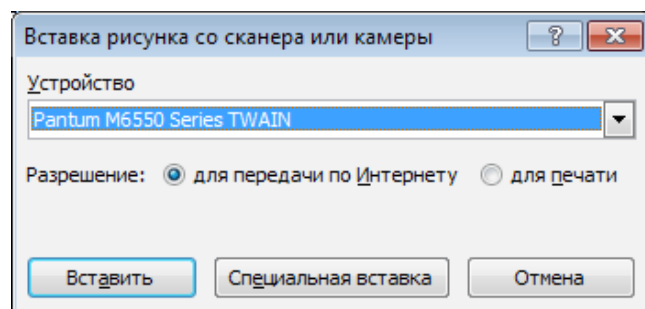 Вставка рисунка со сканера или камеры
Устройство
Pantum M6550 Series TWAIN
Разрешение: для передачи по Интернету для печати
Вставить Специальная вставка Отмена